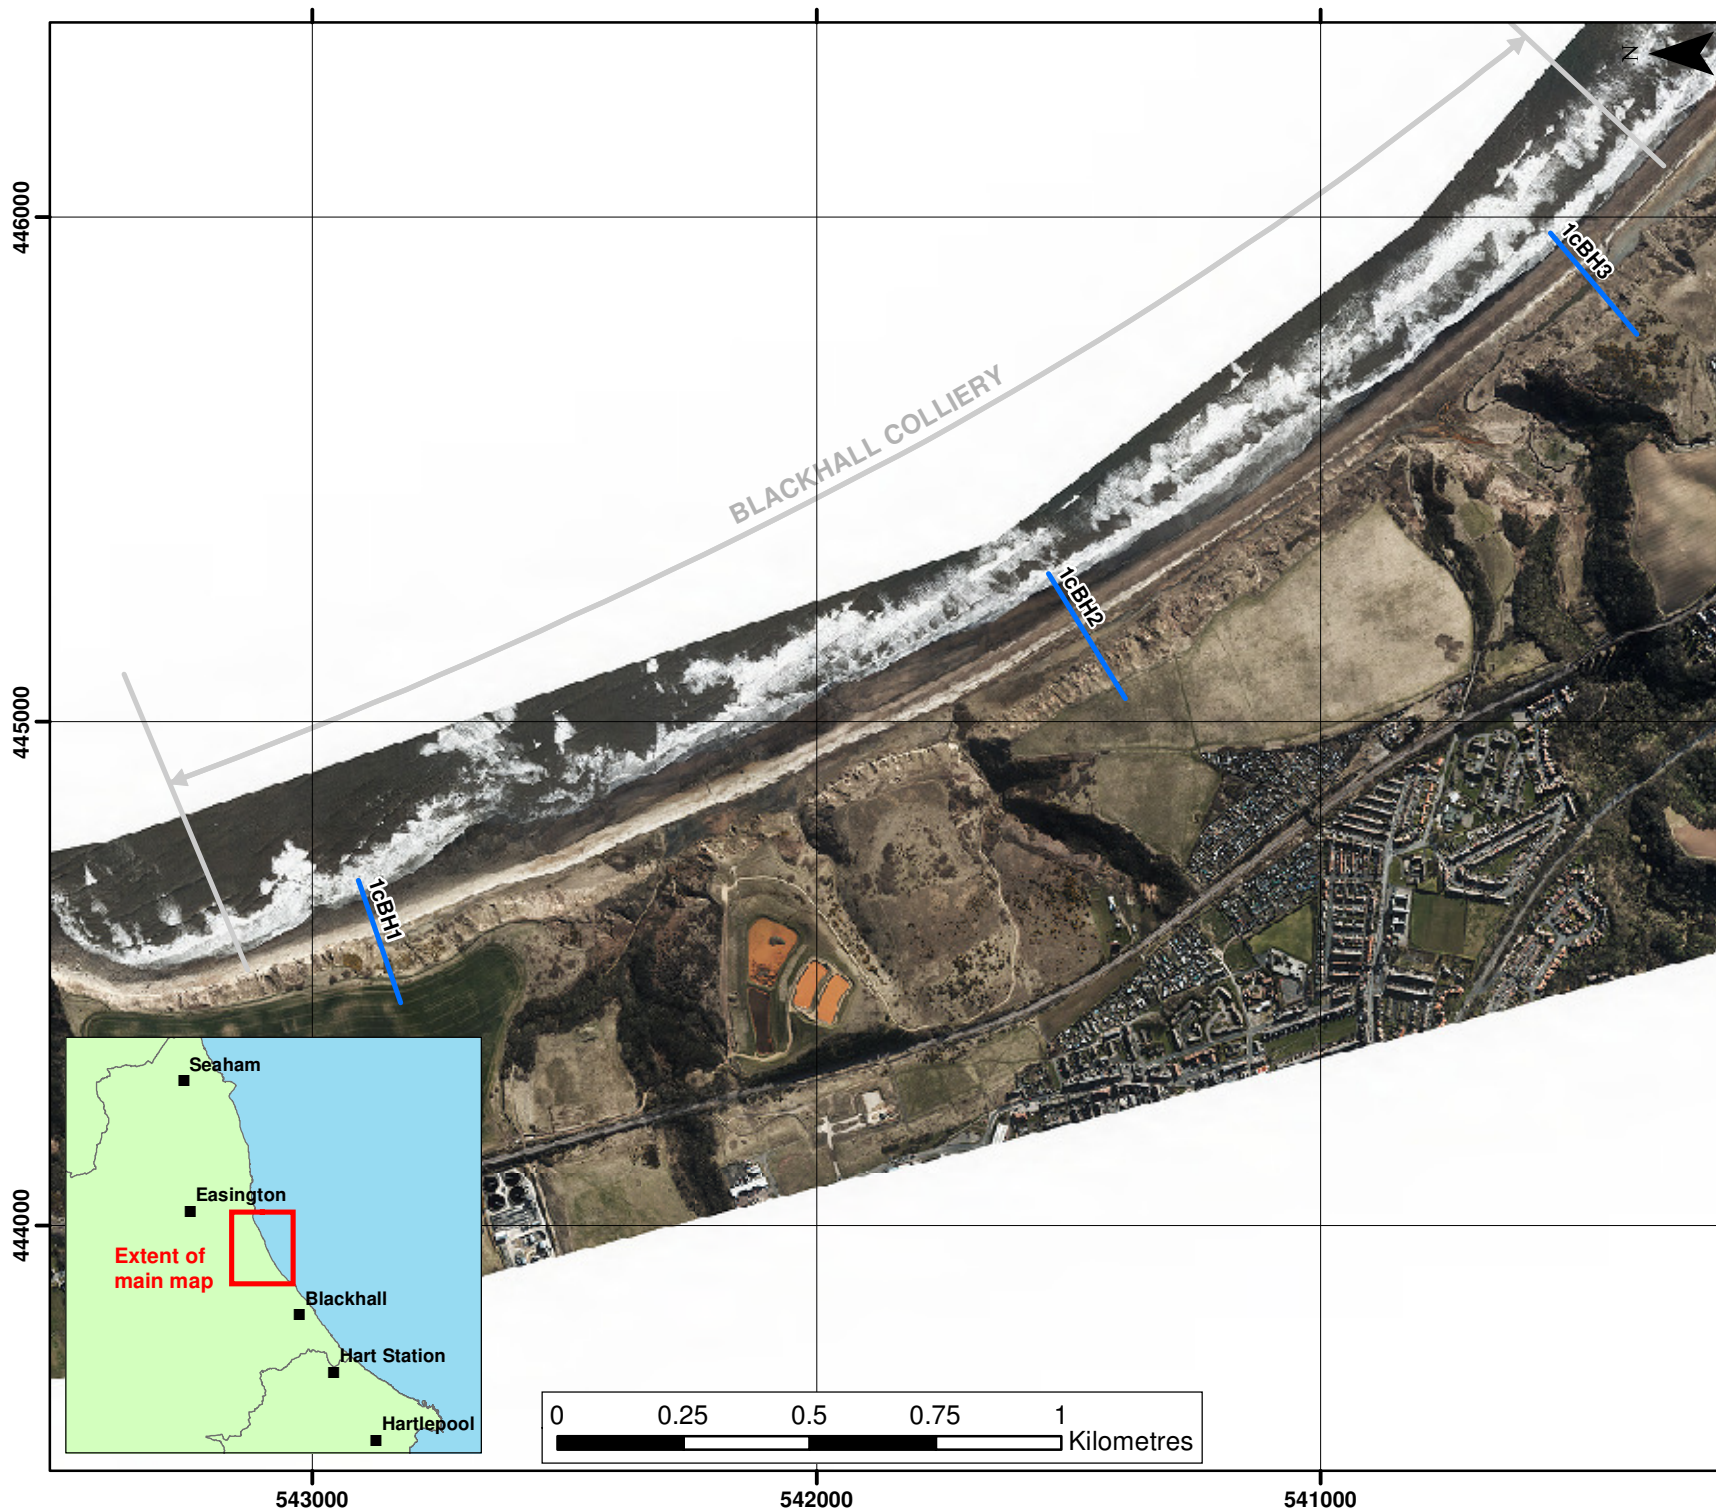 N
446000
445000
444000
BLACKHALL COLLIERY
1cBH3
1cBH2
1cBH1
Seaham
Easington
Extent of
main map
Blackhall
Hart Station
Hartlepool
0 0.25 0.5 0.75 1
Kilometres
543000 542000 541000